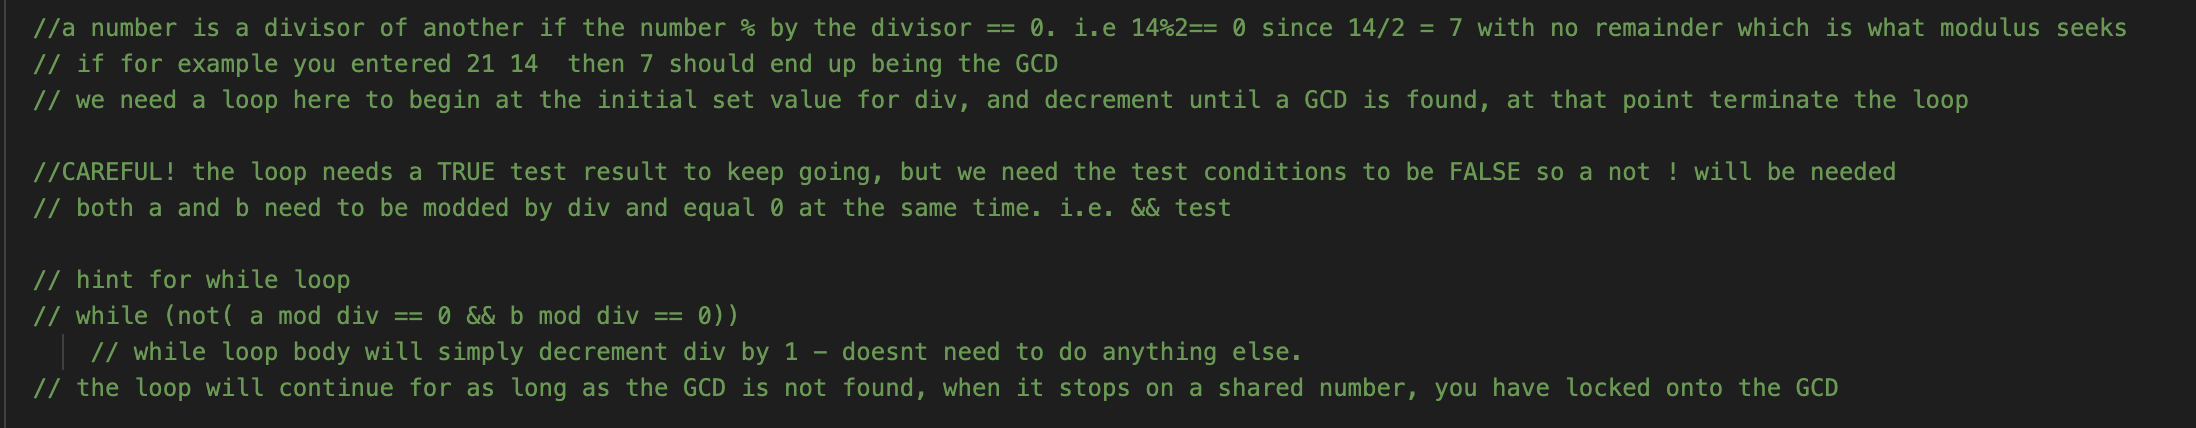 //a number is a divisor of another if the number % by the divisor == 0. i.e 14%2== 0 since 14/2 = 7 with no remainder which is what modulus seeks
// if for example you entered 21 14  then 7 should end up being the GCD
// we need a loop here to begin at the initial set value for div, and decrement until a GCD is found, at that point terminate the loop
//CAREFUL! the loop needs a TRUE test result to keep going, but we need the test conditions to be FALSE so a not ! will be needed
// both a and b need to be modded by div and equal 0 at the same time. i.e. && test
// hint for while loop
// while (not( a mod div == 0 && b mod div == 0))
// while loop body will simply decrement div by 1 – doesnt need to do anything else.
// the loop will continue for as long as the GCD is not found, when it stops on a shared number, you have locked onto the GCD